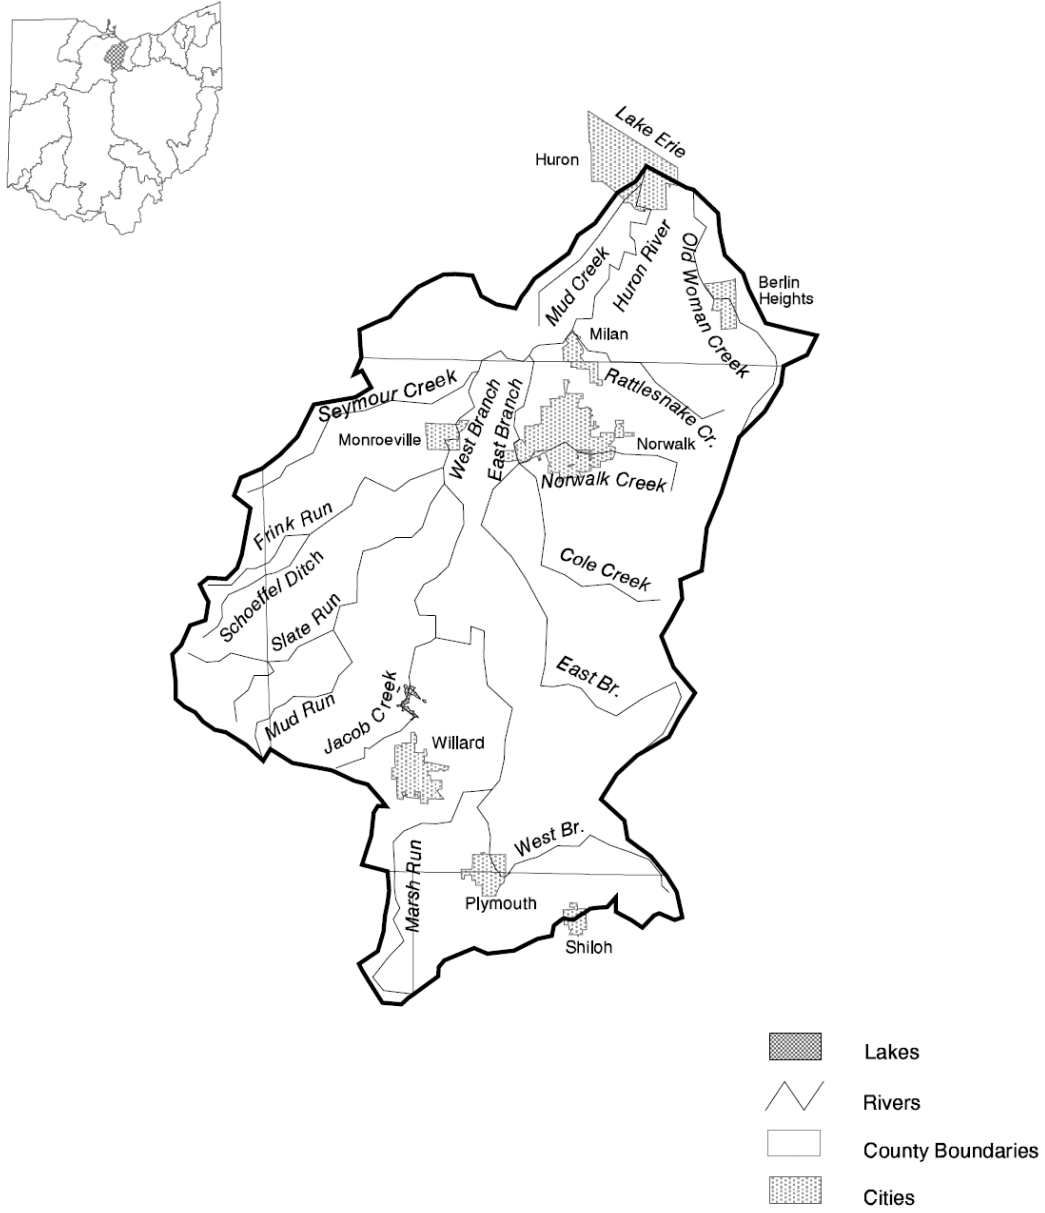 Lake Erie
Huron
Mud Creek
Huron River
Old Woman Creek
Berlin
Heights
Milan
Seymour Creek
Rattlesnake Cr.
Monroeville
West Branch
East Branch
Norwalk
Norwalk Creek
Frink Run
Cole Creek
Schoeffel Ditch
Slate Run
East Br.
Mud Run
Jacob Creek
Willard
West Br.
Marsh Run
Plymouth
Shiloh
Lakes
Rivers
County Boundaries
Cities